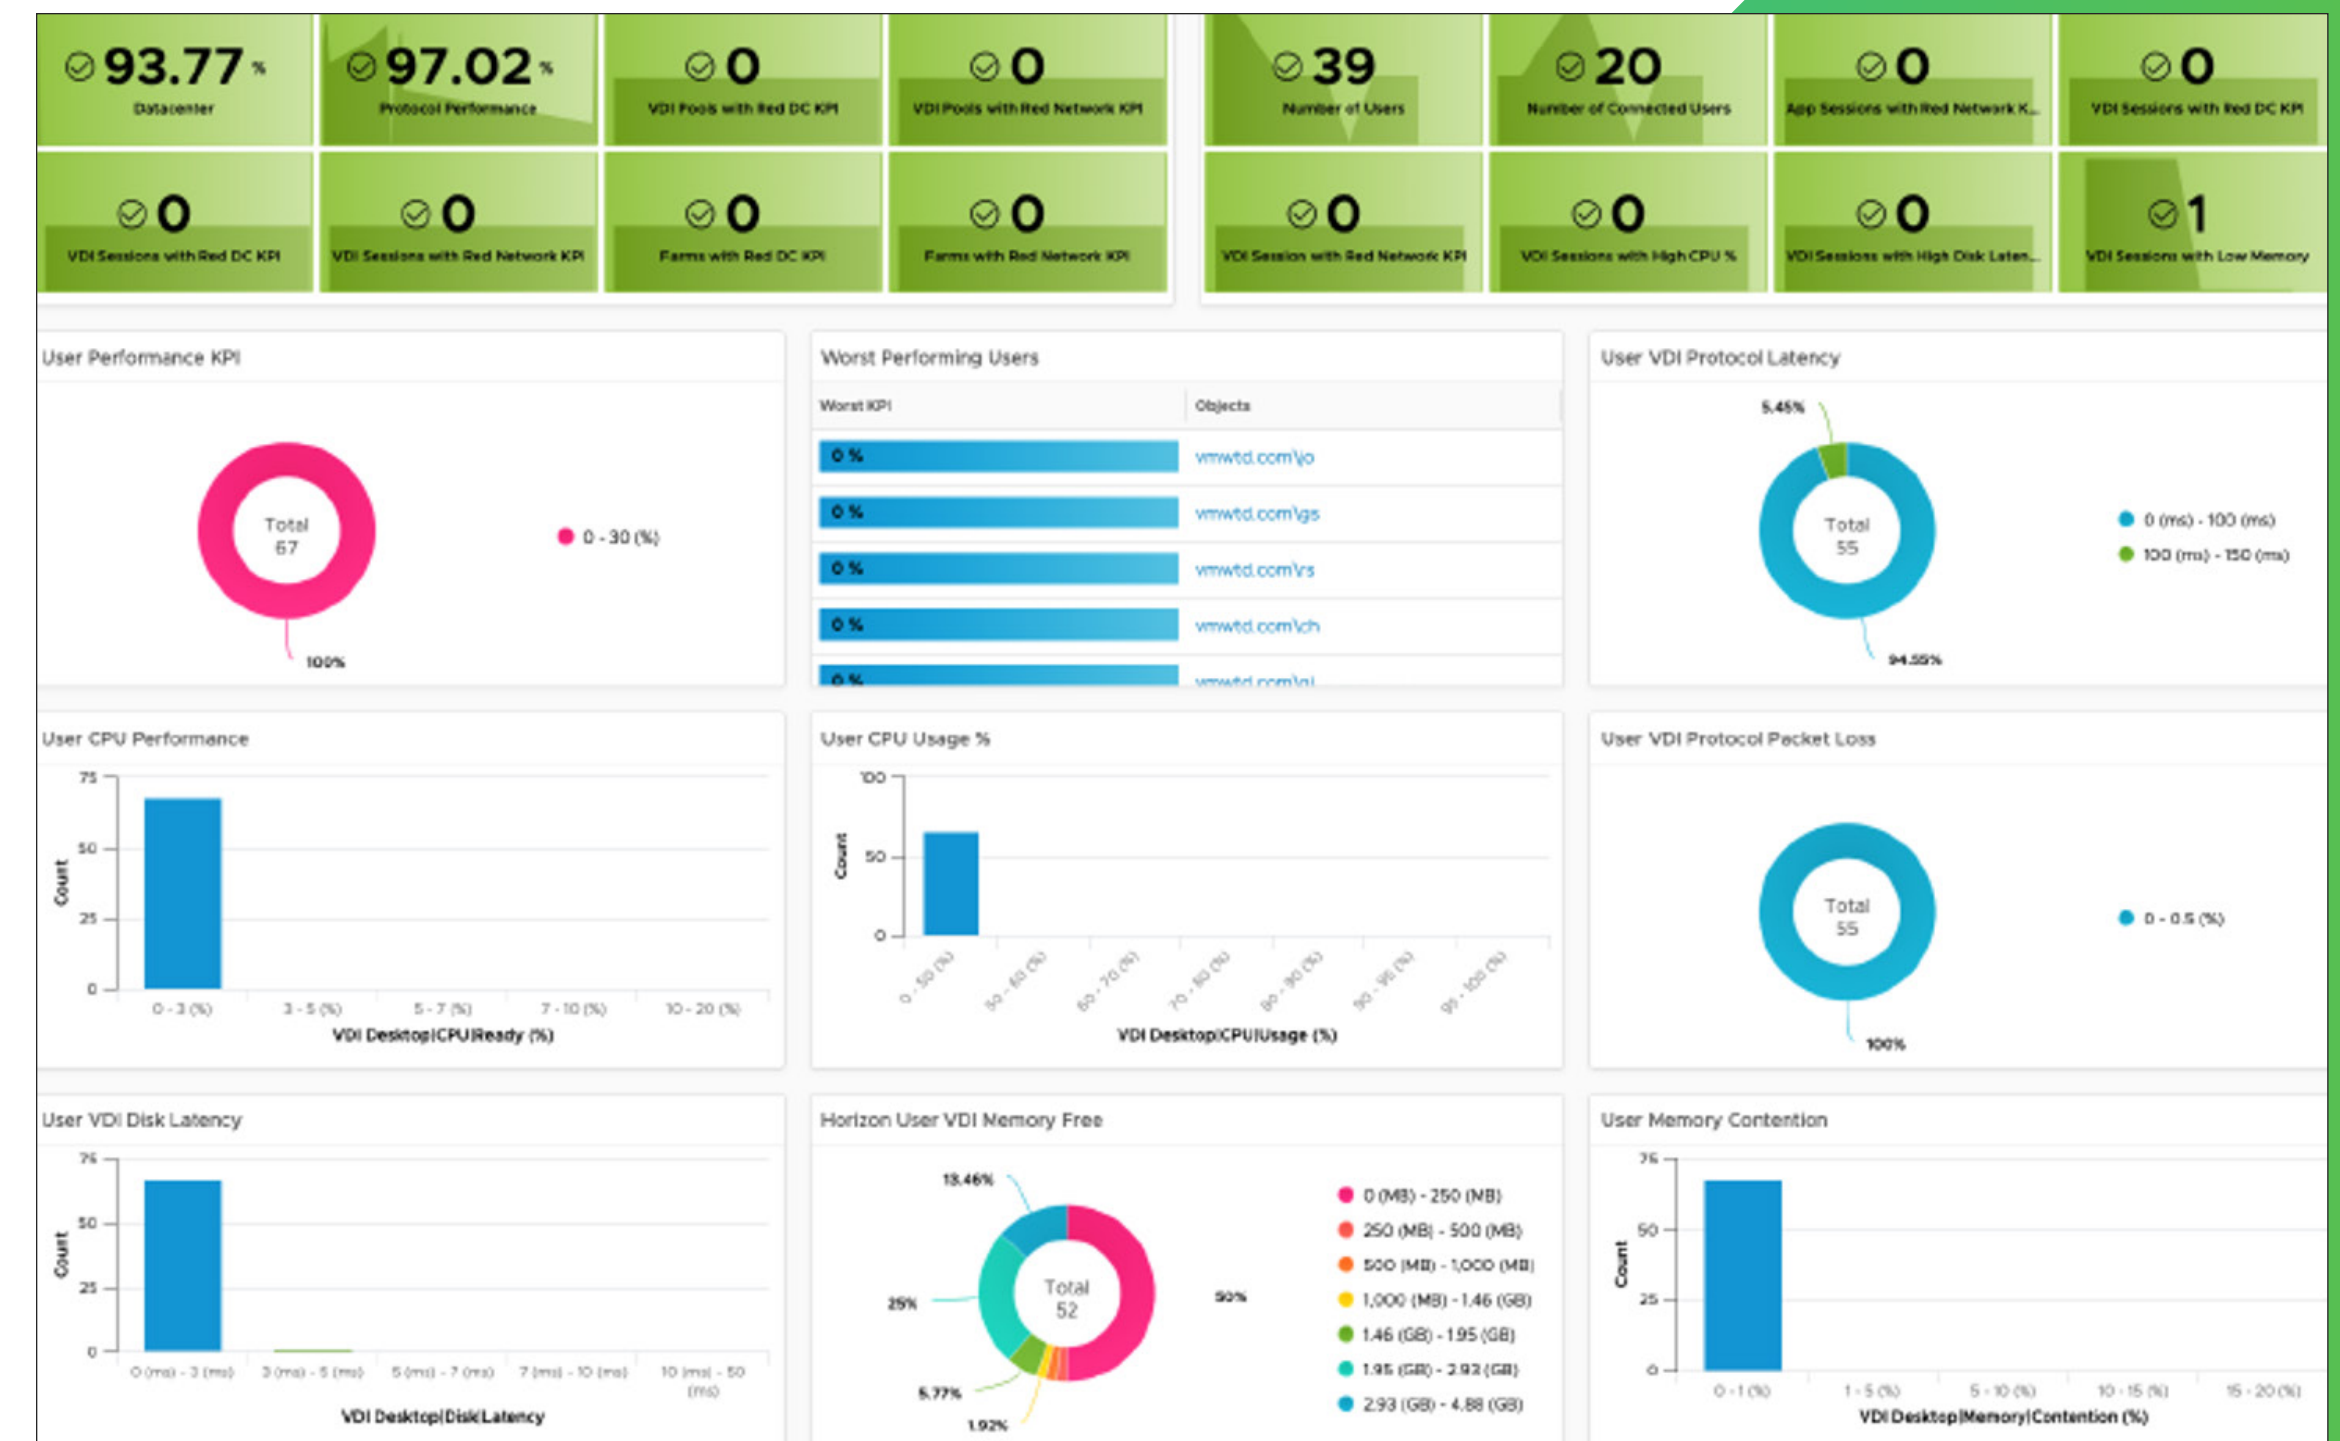 93.77 %
Datacenter
97.02 %
Protocol Performance
0
VDI Pools with Red DC KPI
0
VDI Pools with Red Network KPI
39
Number of Users
20
Number of Connected Users
0
App Sessions with Red Network K...
0
VDI Sessions with Red DC KPI
0
VDI Sessions with Red DC KPI
0
VDI Sessions with Red Network KPI
0
Farms with Red DC KPI
0
Farms with Red Network KPI
0
VDI Session with Red Network KPI
0
VDI Sessions with High CPU %
0
VDI Sessions with High Disk Laten...
1
VDI Sessions with Low Memory
User Performance KPI
Total
67
100%
0 - 30 (%)
Worst Performing Users
Worst KPI Objects
0 % vmwtd.com\jo
0 % vmwtd.com\gs
0 % vmwtd.com\rs
0 % vmwtd.com\ch
0 %
User VDI Protocol Latency
5.45%
Total
55
94.55%
0 (ms) - 100 (ms)
100 (ms) - 150 (ms)
User CPU Performance
75
50
25
0
Count
0 - 3 (%)
3 - 5 (%)
5 - 7 (%)
7 - 10 (%)
10 - 20 (%)
VDI Desktop|CPU|Ready (%)
User CPU Usage %
100
50
0
Count
0 - 50 (%)
50 - 60 (%)
60 - 70 (%)
70 - 80 (%)
80 - 90 (%)
90 - 95 (%)
95 - 100 (%)
VDI Desktop|CPU|Usage (%)
User VDI Protocol Packet Loss
Total
55
100%
0 - 0.5 (%)
User VDI Disk Latency
75
50
25
0
Count
0 (ms) - 3 (ms)
3 (ms) - 5 (ms)
5 (ms) - 7 (ms)
7 (ms) - 10 (ms)
10 (ms) - 50
(ms)
VDI Desktop|Disk|Latency
Horizon User VDI Memory Free
13.46%
25%
5.77%
1.92%
50%
Total
52
0 (MB) - 250 (MB)
250 (MB) - 500 (MB)
500 (MB) - 1,000 (MB)
1,000 (MB) - 1.46 (GB)
1.46 (GB) - 1.95 (GB)
1.95 (GB) - 2.93 (GB)
2.93 (GB) - 4.88 (GB)
User Memory Contention
75
50
25
0
Count
0 - 1 (%)
1 - 5 (%)
5 - 10 (%)
10 - 15 (%)
15 - 20 (%)
VDI Desktop|Memory|Contention (%)